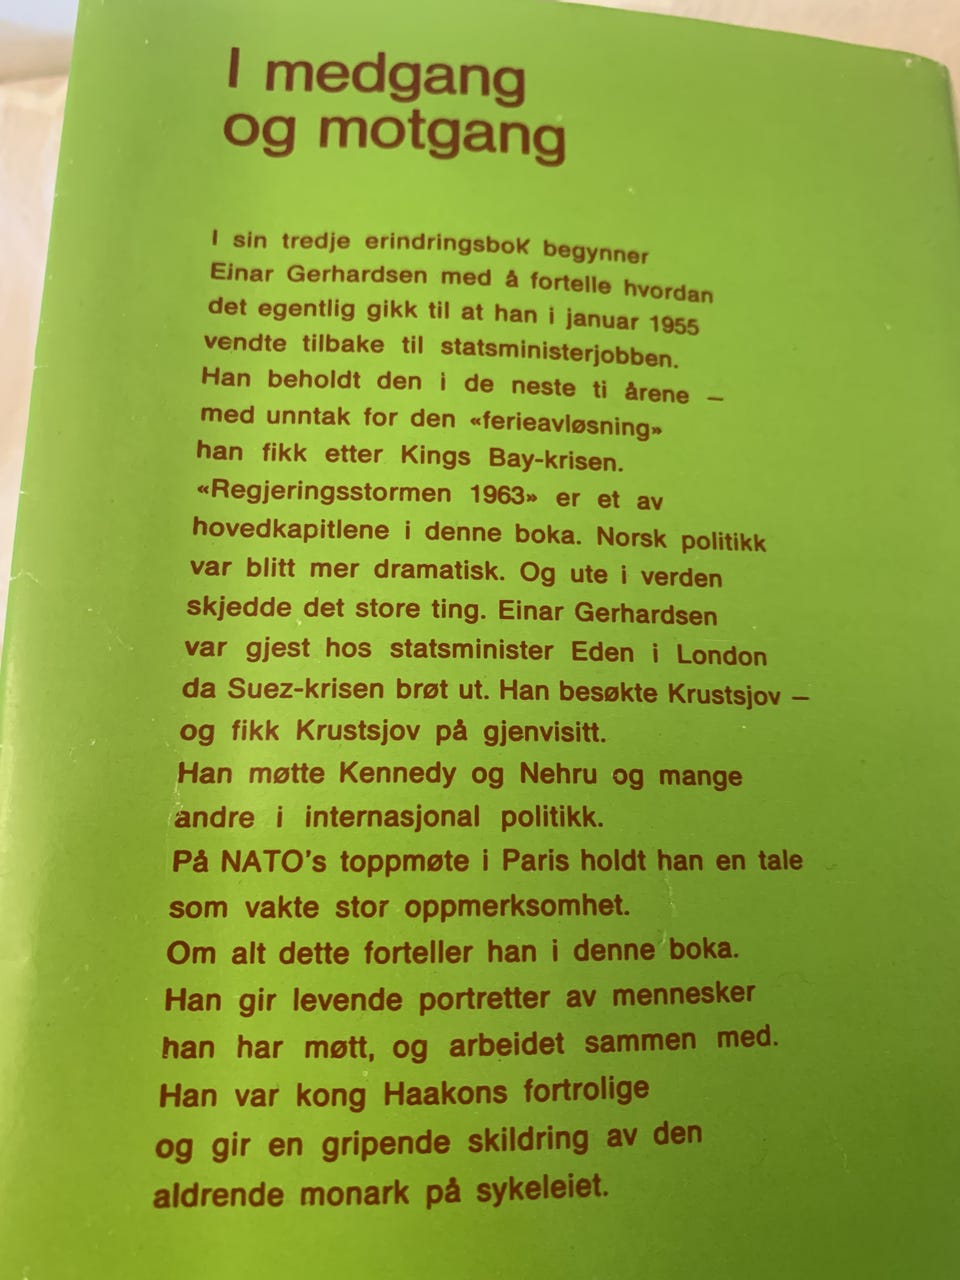 I medgang
og motgang
I sin tredje erindringsbok begynner
Einar Gerhardsen med å fortelle hvordan
det egentlig gikk til at han i januar 1955
vendte tilbake til statsministerjobben.
Han beholdt den i de neste ti årene –
med unntak for den «ferieavløsning»
han fikk etter Kings Bay-krisen.
«Regjeringsstormen 1963» er et av
hovedkapitlene i denne boka. Norsk politikk
var blitt mer dramatisk. Og ute i verden
skjedde det store ting. Einar Gerhardsen
var gjest hos statsminister Eden i London
da Suez-krisen brøt ut. Han besøkte Krustsjov –
og fikk Krustsjov på gjenvisitt.
Han møtte Kennedy og Nehru og mange
andre i internasjonal politikk.
På NATO's toppmøte i Paris holdt han en tale
som vakte stor oppmerksomhet.
Om alt dette forteller han i denne boka.
Han gir levende portretter av mennesker
han har møtt, og arbeidet sammen med.
Han var kong Haakons fortrolige
og gir en gripende skildring av den
aldrende monark på sykeleiet.